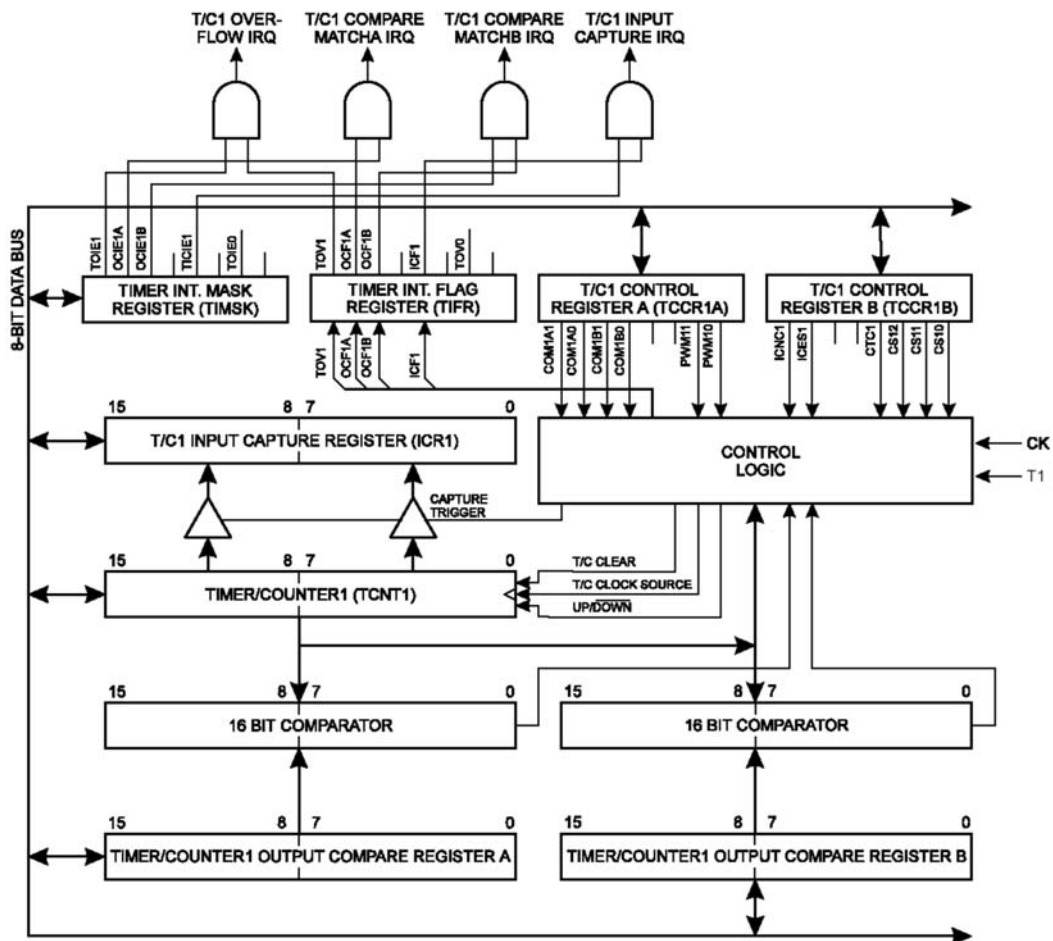 T/C1 OVER-
FLOW IRQ
T/C1 COMPARE
MATCHA IRQ
T/C1 COMPARE
MATCHB IRQ
T/C1 INPUT
CAPTURE IRQ
8-BIT DATA BUS
TOIE1
OCIE1A
OCIE1B
TICIE1
TOIE0
TOV1
OCF1A
OCF1B
ICF1
TOV0
TIMER INT. MASK
REGISTER (TIMSK)
TIMER INT. FLAG
REGISTER (TIFR)
T/C1 CONTROL
REGISTER A (TCCR1A)
T/C1 CONTROL
REGISTER B (TCCR1B)
TOV1
OCF1A
OCF1B
ICF1
COM1A1
COM1A0
COM1B1
COM1B0
PWM11
PWM10
ICNC1
ICES1
CTC1
CS12
CS11
CS10
15 8 7 0
T/C1 INPUT CAPTURE REGISTER (ICR1)
CONTROL
LOGIC
CK
T1
CAPTURE
TRIGGER
15 8 7 0
TIMER/COUNTER1 (TCNT1)
T/C CLEAR
T/C CLOCK SOURCE
UP/DOWN
15 8 7 0
16 BIT COMPARATOR
15 8 7 0
16 BIT COMPARATOR
15 8 7 0
TIMER/COUNTER1 OUTPUT COMPARE REGISTER A
15 8 7 0
TIMER/COUNTER1 OUTPUT COMPARE REGISTER B